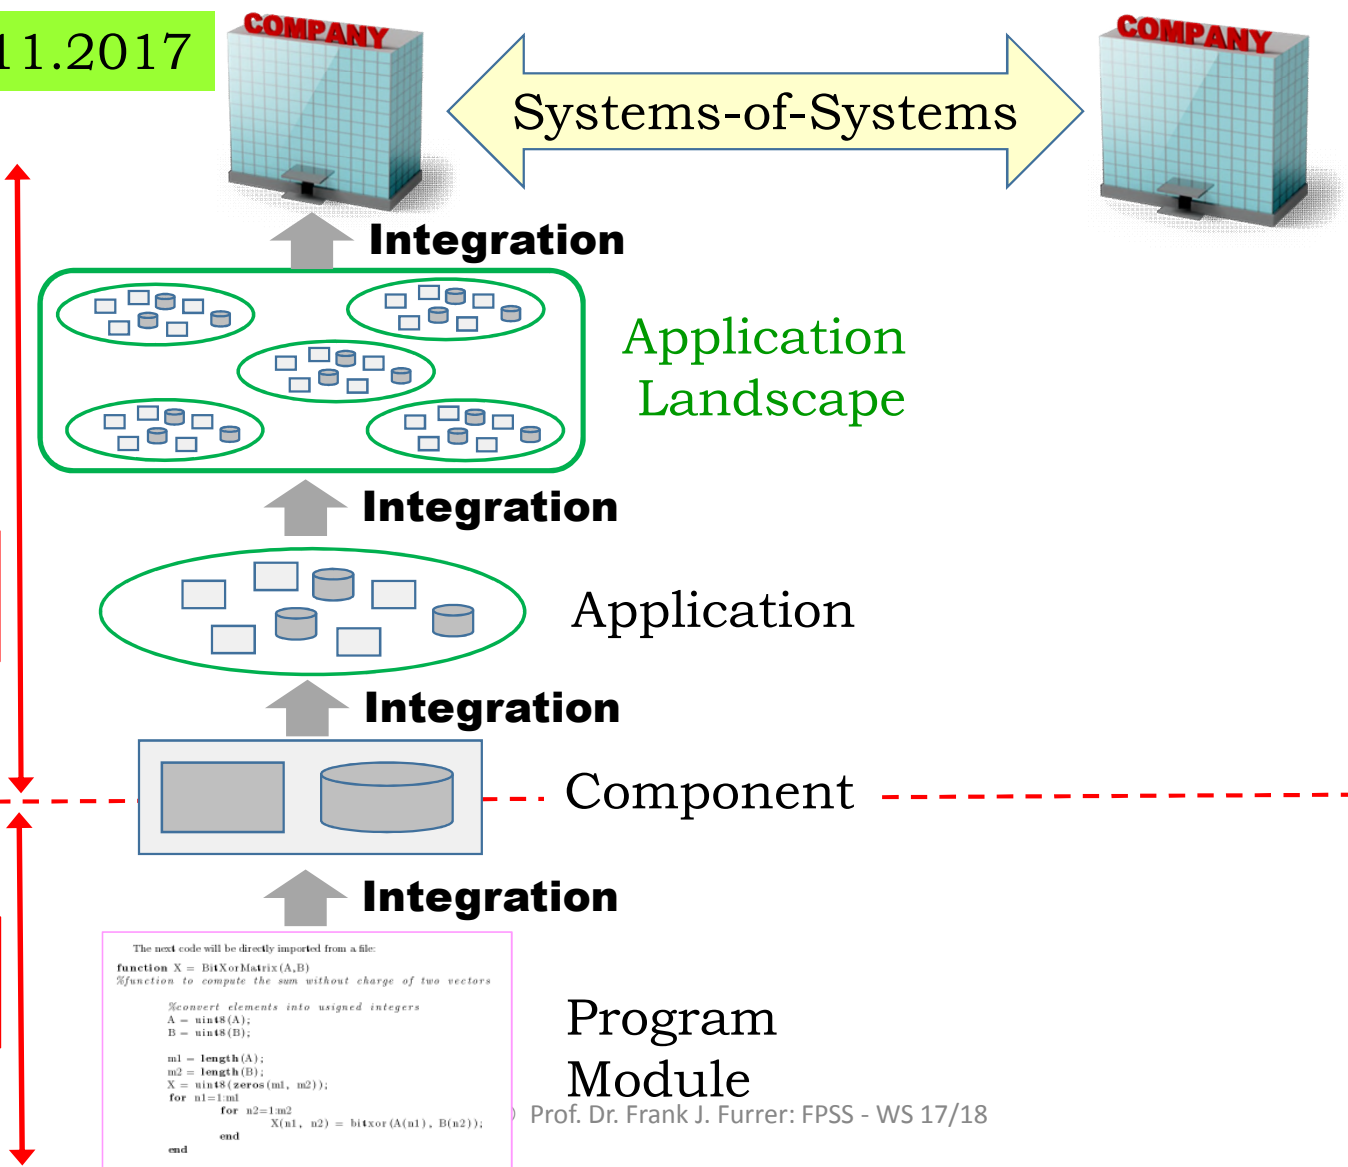 11.2017
COMPANY
COMPANY
Systems-of-Systems
Integration
Application
Landscape
Integration
Application
Integration
Component
Integration
The next code will be directly imported from a file:
function X = BitXorMatrix(A,B)
%function to compute the sum without charge of two vectors
%convert elements into usigned integers
A = uint8(A);
B = uint8(B);
m1 = length(A);
m2 = length(B);
X = uint8(zeros(m1, m2));
for n1=1:m1
for n2=1:m2
X(n1, n2) = bitxor(A(n1), B(n2));
end
end
Program
Module
Prof. Dr. Frank J. Furrer: FPSS - WS 17/18